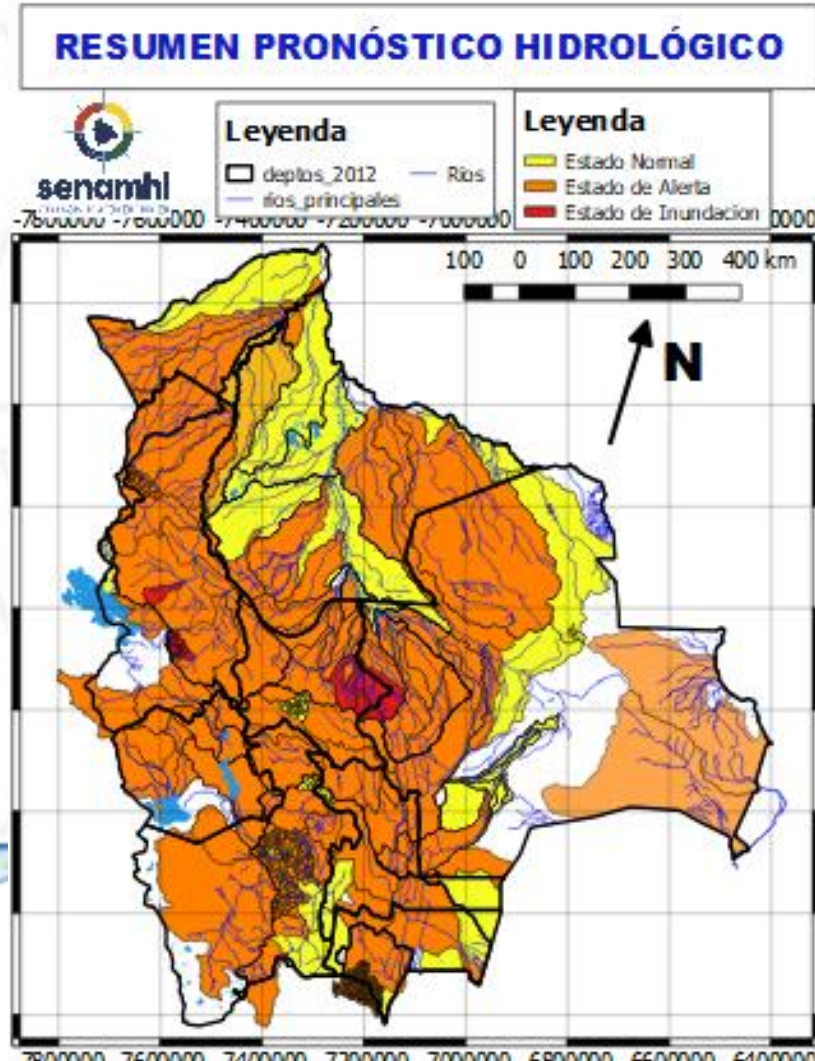 RESUMEN PRONÓSTICO HIDROLÓGICO
senamhi
Leyenda
deptos_2012
Rios
rios_principales
Leyenda
Estado Normal
Estado de Alerta
Estado de Inundacion
-7800000 -7600000 -7400000 -7200000 -7000000
100 0 100 200 300 400 km
N
-7800000 -7600000 -7400000 -7200000 -7000000 -6800000 -6600000 -6400000